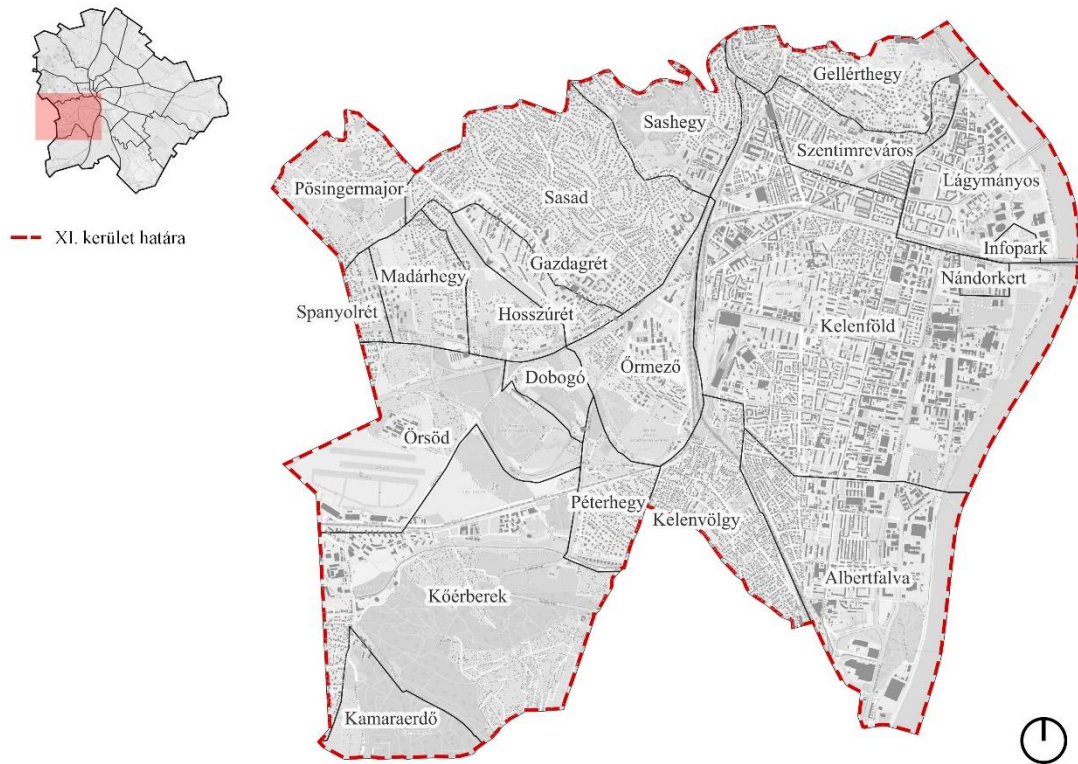 XI. kerület határa
Gellérthegy
Sashegy
Szentimreváros
Pösingermajor
Sasad
Lágymányos
Infopark
Gazdagrét
Madárhegy
Nándorkert
Spanyolrét
Hosszúrét
Kelenföld
Őrmező
Dobogó
Őrsöd
Péterhegy
Kelenvölgy
Albertfalva
Kőérberek
Kamaraerdő